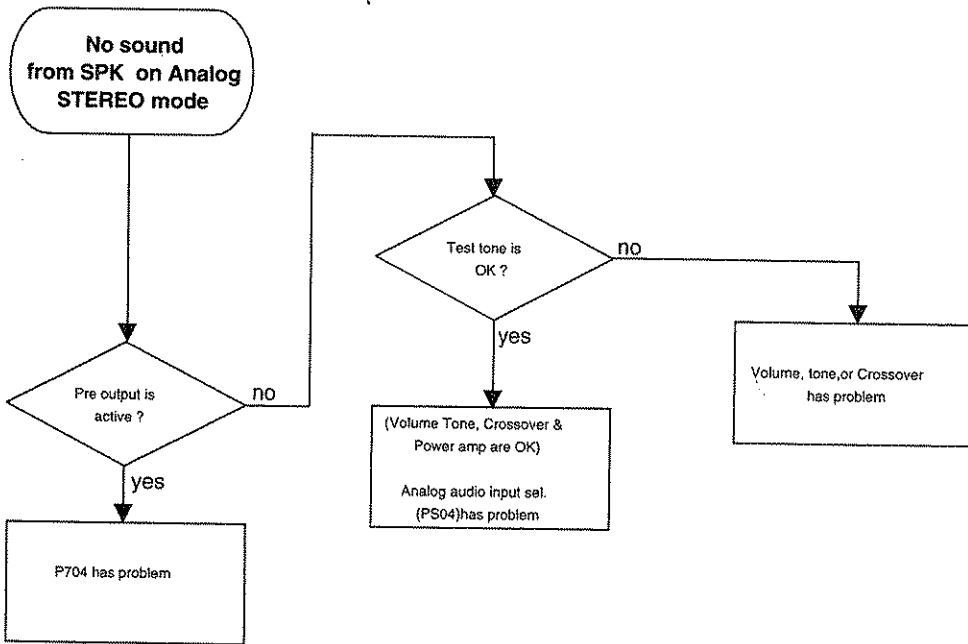 No sound
from SPK on Analog
STEREO mode
Pre output is
active ?
no
yes
P704 has problem
Test tone is
OK ?
no
yes
(Volume Tone, Crossover &
Power amp are OK)
Analog audio input sel.
(PS04)has problem
Volume, tone,or Crossover
has problem